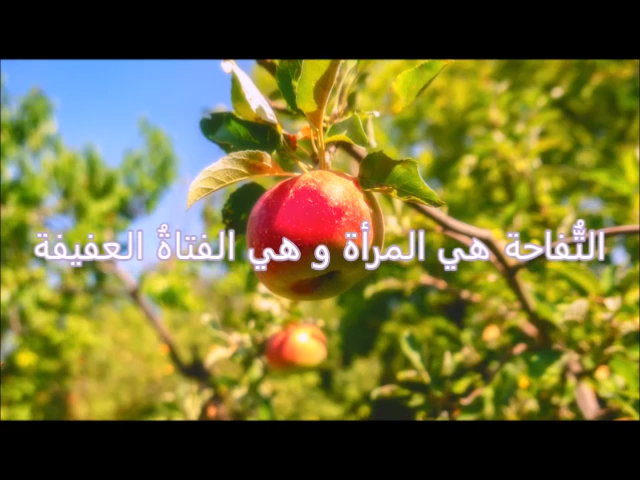 التُّفاحة هي المرأة و هي الفتاةُ العفيفة